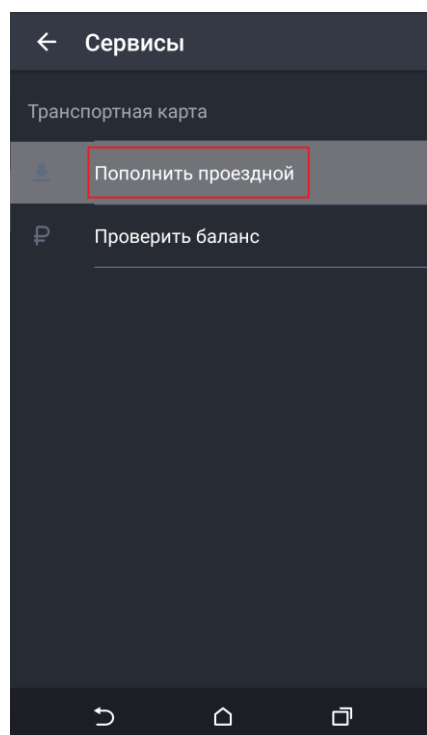 Сервисы
Транспортная карта
Пополнить проездной
₽ Проверить баланс